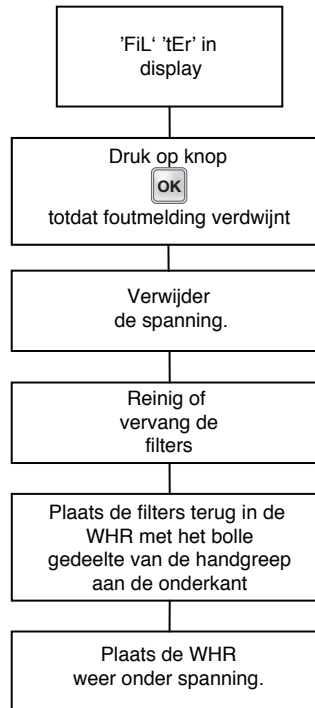 ’FiL‘ ’tEr’ in
display
Druk op knop
OK
totdat foutmelding verdwijnt
Verwijder
de spanning.
Reinig of
vervang de
filters
Plaats de filters terug in de
WHR met het bolle
gedeelte van de handgreep
aan de onderkant
Plaats de WHR
weer onder spanning.